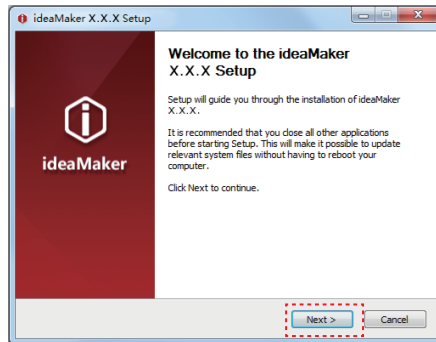 ideaMaker X.X.X Setup
Welcome to the ideaMaker
X.X.X Setup
Setup will guide you through the installation of ideaMaker
X.X.X.
It is recommended that you close all other applications
before starting Setup. This will make it possible to update
relevant system files without having to reboot your
computer.
Click Next to continue.
ideaMaker
Next >
Cancel